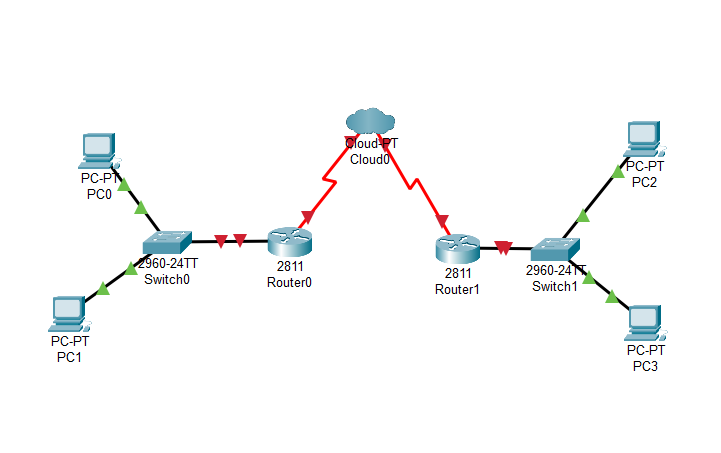 Cloud-PT
Cloud0
PC-PT
PC0
PC-PT
PC2
2960-24TT
Switch0
2811
Router0
2811
Router1
2960-24TT
Switch1
PC-PT
PC1
PC-PT
PC3